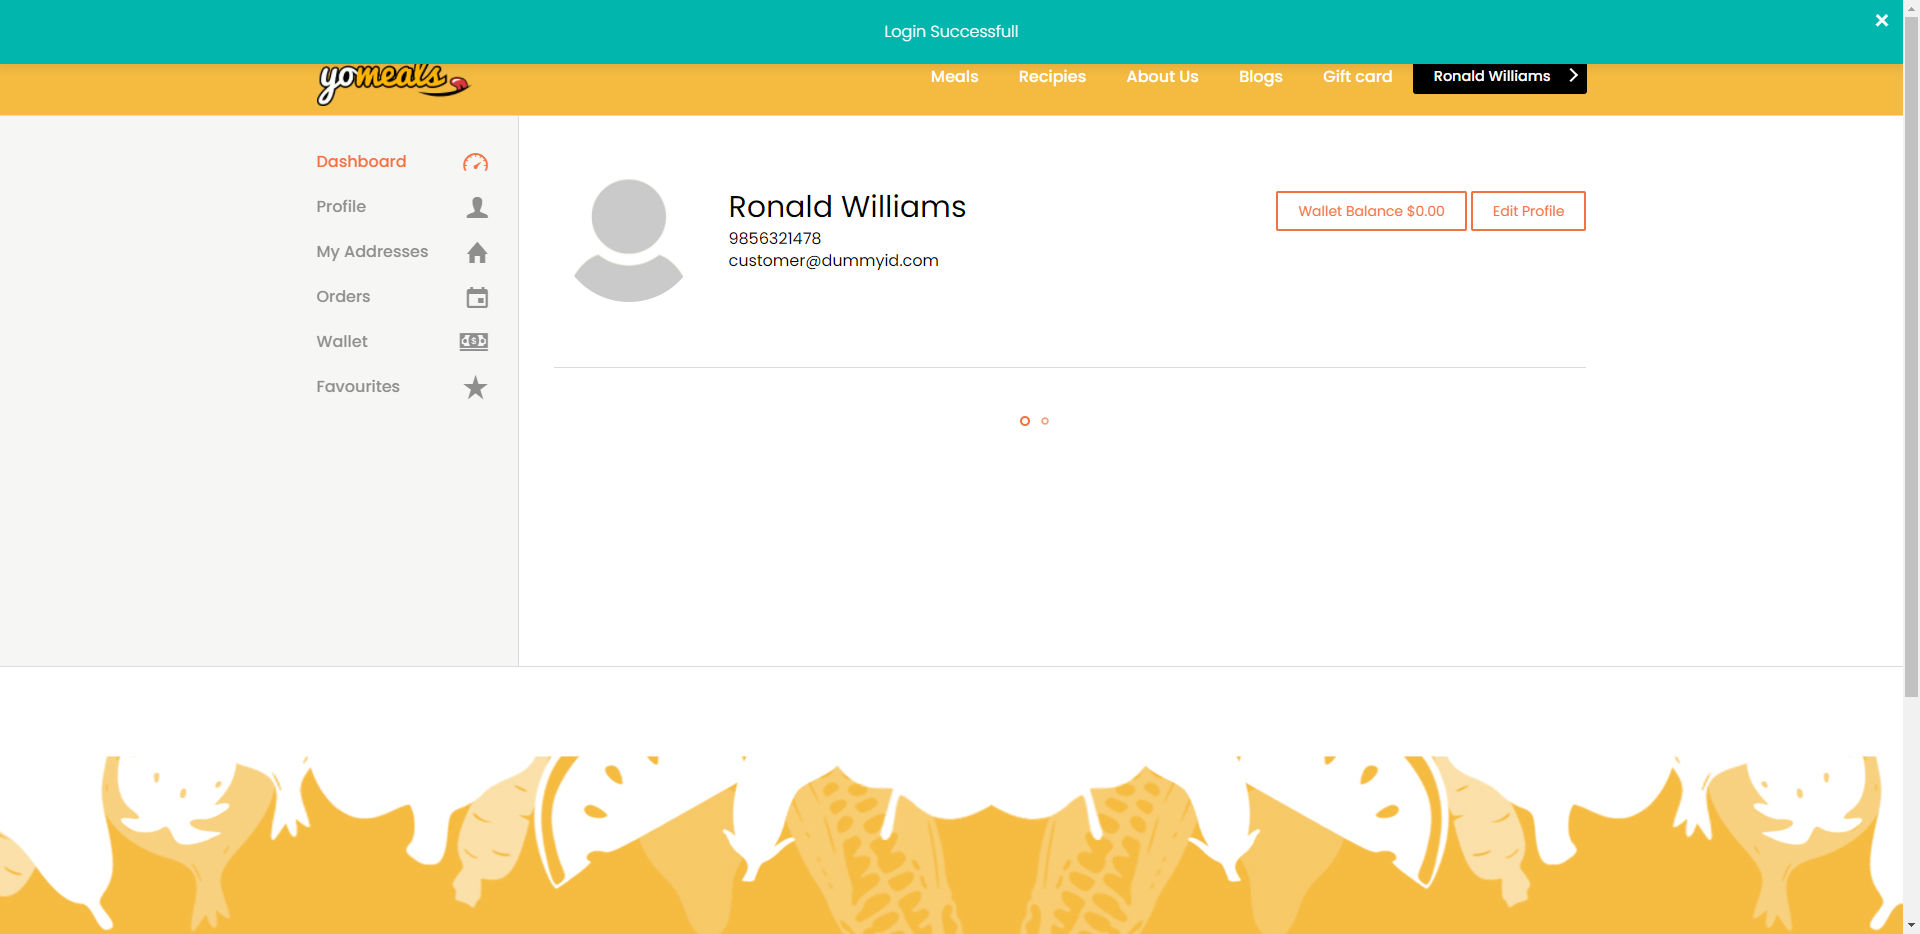 Login Successfull
yomeals
Meals
Recipies
About Us
Blogs
Gift card
Ronald Williams
Dashboard
Profile
My Addresses
Orders
Wallet
Favourites
Ronald Williams
9856321478
customer@dummyid.com
Wallet Balance $0.00
Edit Profile